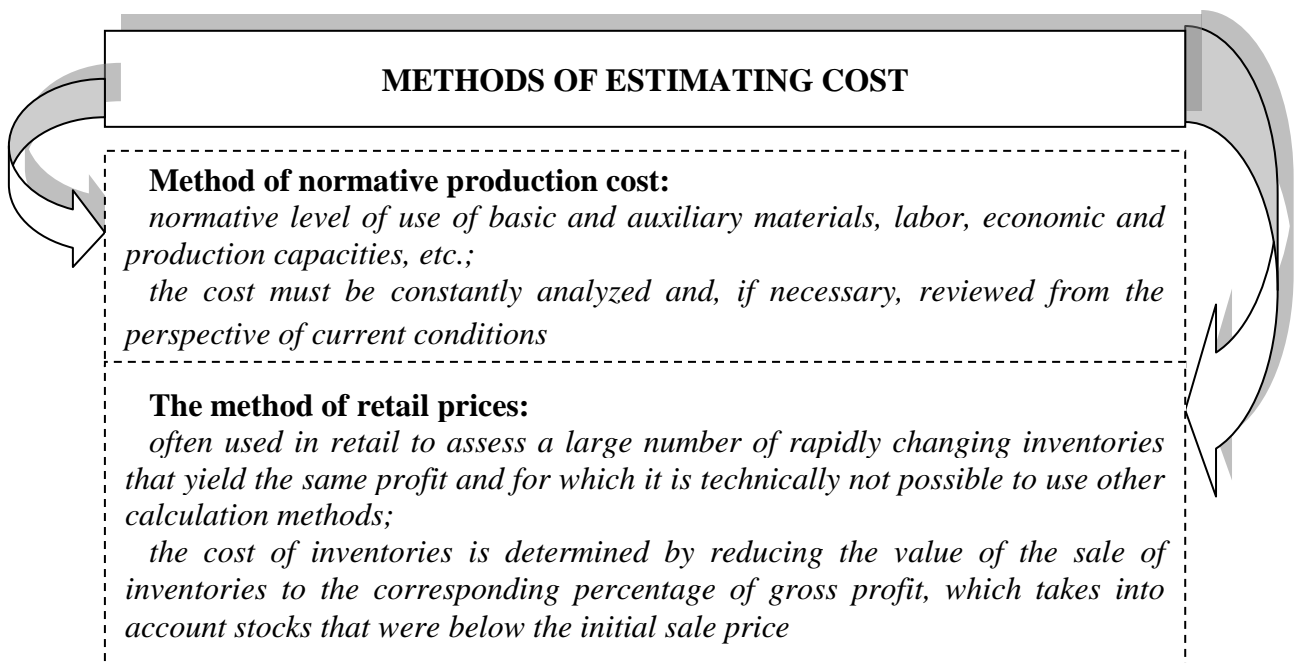 METHODS OF ESTIMATING COST
Method of normative production cost:
normative level of use of basic and auxiliary materials, labor, economic and
production capacities, etc.;
the cost must be constantly analyzed and, if necessary, reviewed from the
perspective of current conditions
The method of retail prices:
often used in retail to assess a large number of rapidly changing inventories
that yield the same profit and for which it is technically not possible to use other
calculation methods;
the cost of inventories is determined by reducing the value of the sale of
inventories to the corresponding percentage of gross profit, which takes into
account stocks that were below the initial sale price